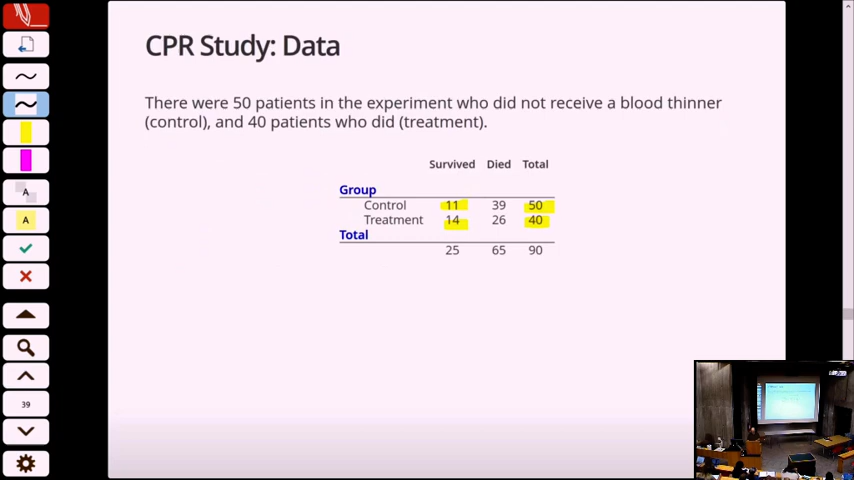 CPR Study: Data
There were 50 patients in the experiment who did not receive a blood thinner
(control), and 40 patients who did (treatment).
Survived Died Total
Group
Control 11 39 50
Treatment 14 26 40
Total
25 65 90
A
A
39